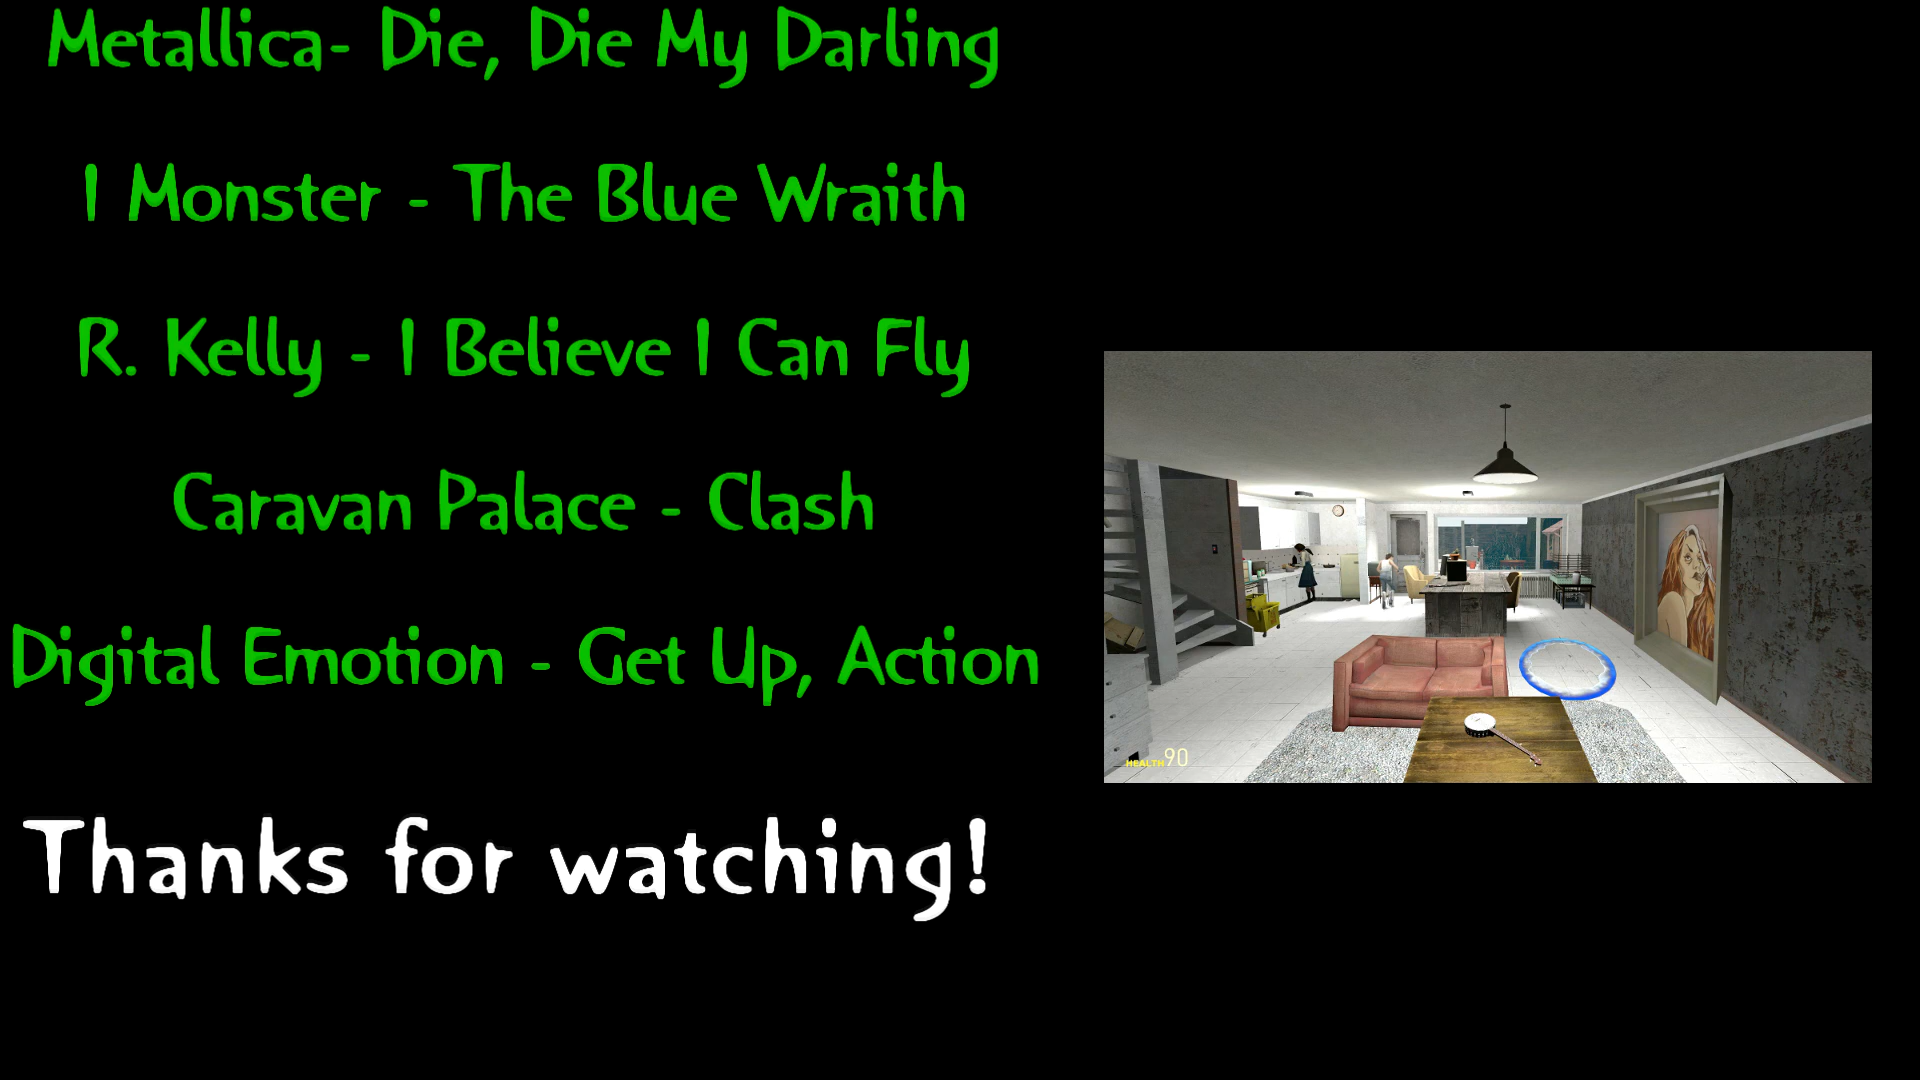 Metallica- Die, Die My Darling
I Monster - The Blue Wraith
R. Kelly - I Believe I Can Fly
Caravan Palace - Clash
Digital Emotion - Get Up, Action
Thanks for watching!
HEALTH 90